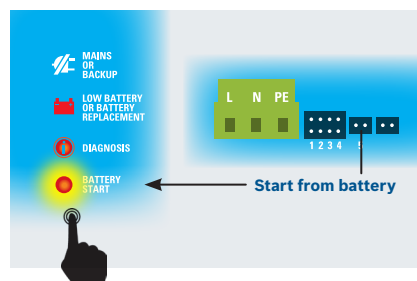 MAINS
OR
BACKUP
LOW BATTERY
OR BATTERY
REPLACEMENT
DIAGNOSIS
BATTERY
START
L N PE
1 2 3 4 5
Start from battery